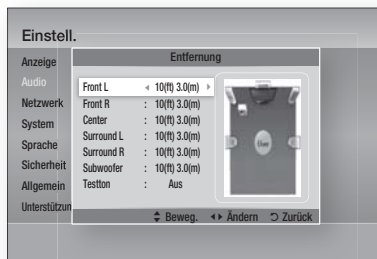 Einstell.
Entfernung
Anzeige
Audio
Netzwerk
System
Sprache
Sicherheit
Allgemein
Unterstützun
Front L ◀ 10(ft) 3.0(m) ▶
Front R : 10(ft) 3.0(m)
Center : 10(ft) 3.0(m)
Surround L : 10(ft) 3.0(m)
Surround R : 10(ft) 3.0(m)
Subwoofer : 10(ft) 3.0(m)
Testton : Aus
User
Beweg. Ändern Zurück